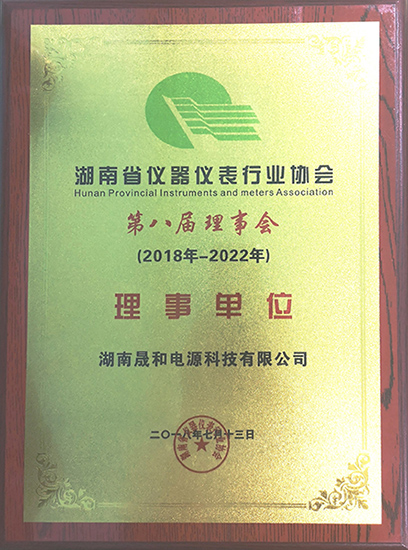 湖南省仪器仪表行业协会
Hunan Provincial Instruments and meters Association
第八届理事会
(2018年-2022年)
理事单位
湖南晟和电源科技有限公司
二〇一八年七月十三日